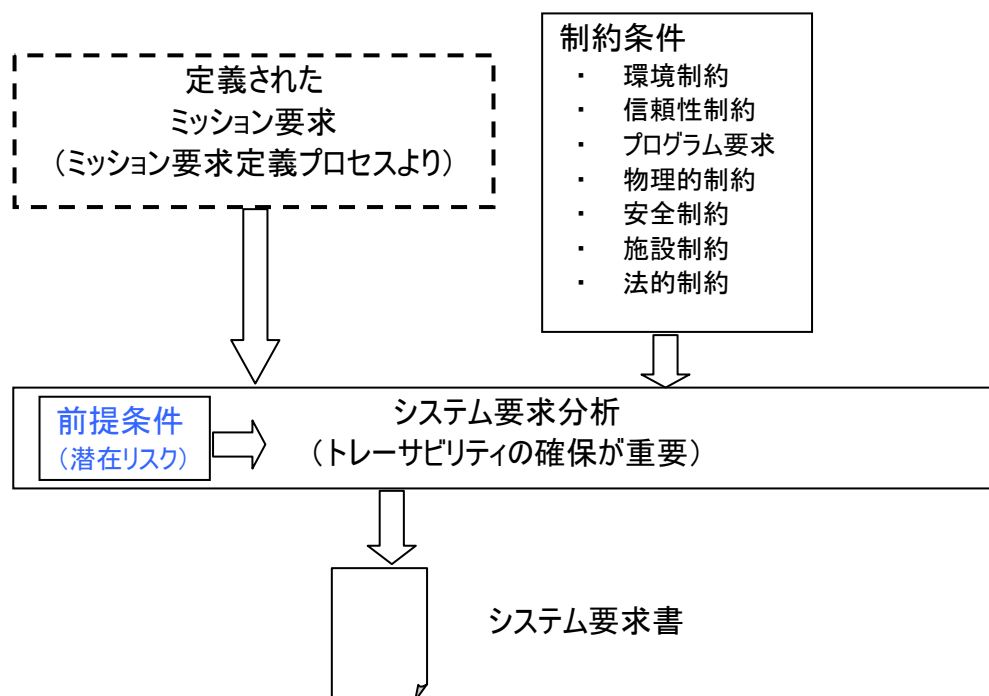 定義された
ミッション要求
（ミッション要求定義プロセスより）
制約条件
・ 環境制約
・ 信頼性制約
・ プログラム要求
・ 物理的制約
・ 安全制約
・ 施設制約
・ 法的制約
前提条件
（潜在リスク）
システム要求分析
（トレーサビリティの確保が重要）
システム要求書